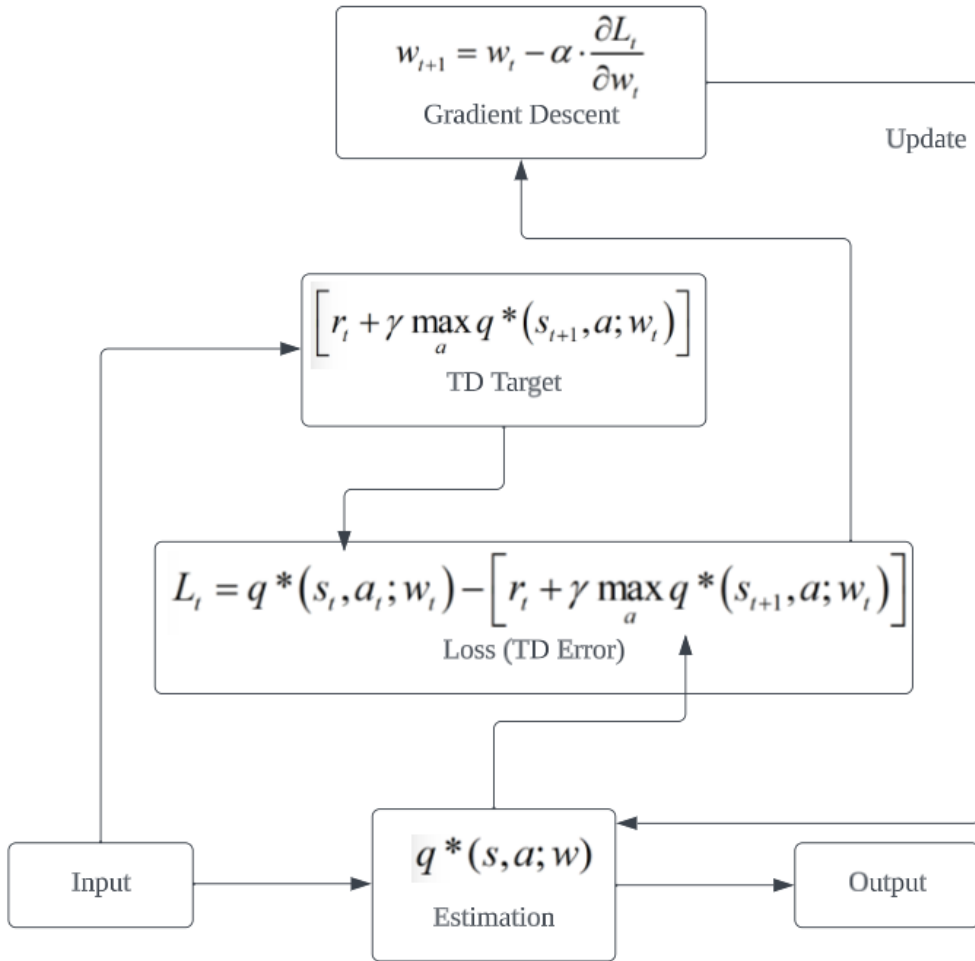 w_{t+1} = w_t − α · ∂L_t/∂w_t
Gradient Descent
Update
[r_t + γ max_a q*(s_{t+1}, a; w_t)]
TD Target
L_t = q*(s_t, a_t; w_t) − [r_t + γ max_a q*(s_{t+1}, a; w_t)]
Loss (TD Error)
q*(s, a; w)
Estimation
Input
Output